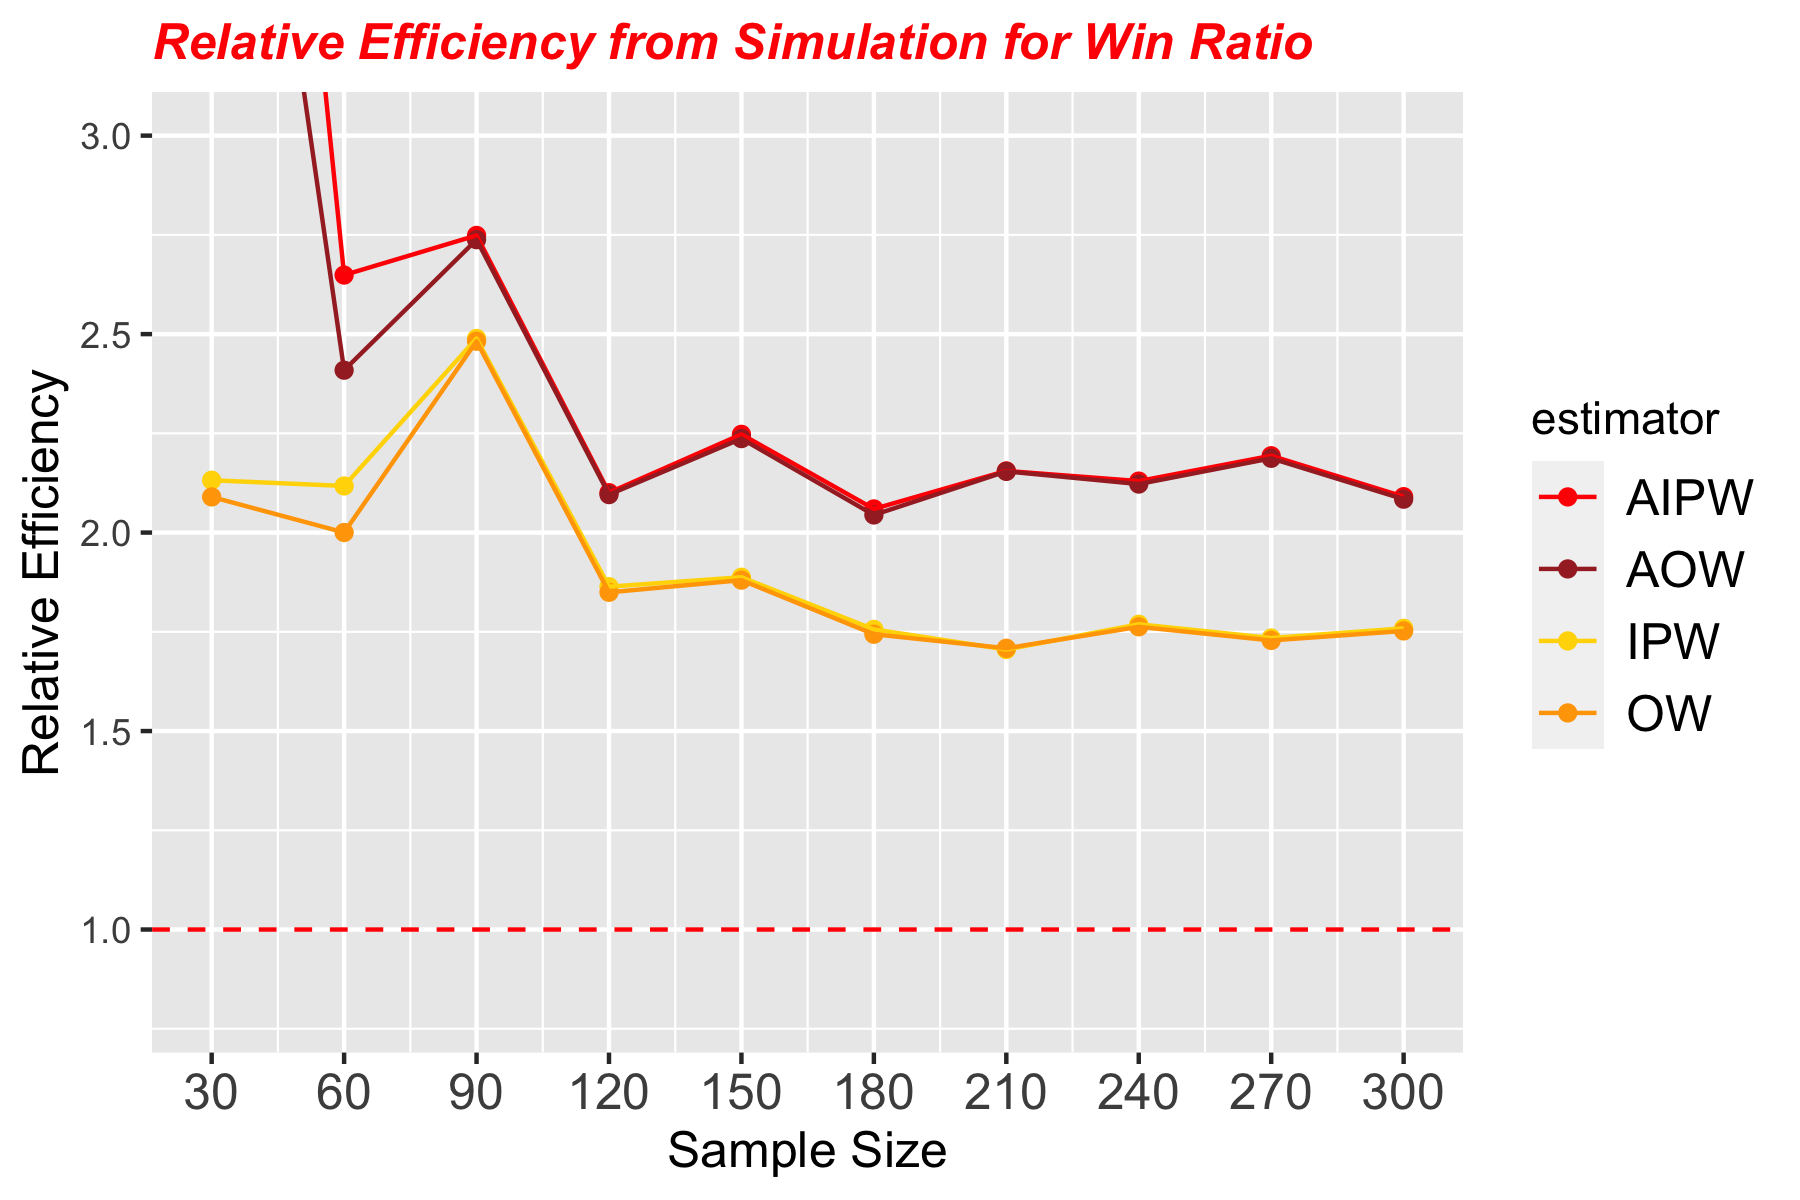 Relative Efficiency from Simulation for Win Ratio
Relative Efficiency
3.0
2.5
2.0
1.5
1.0
30 60 90 120 150 180 210 240 270 300
Sample Size
estimator
AIPW
AOW
IPW
OW